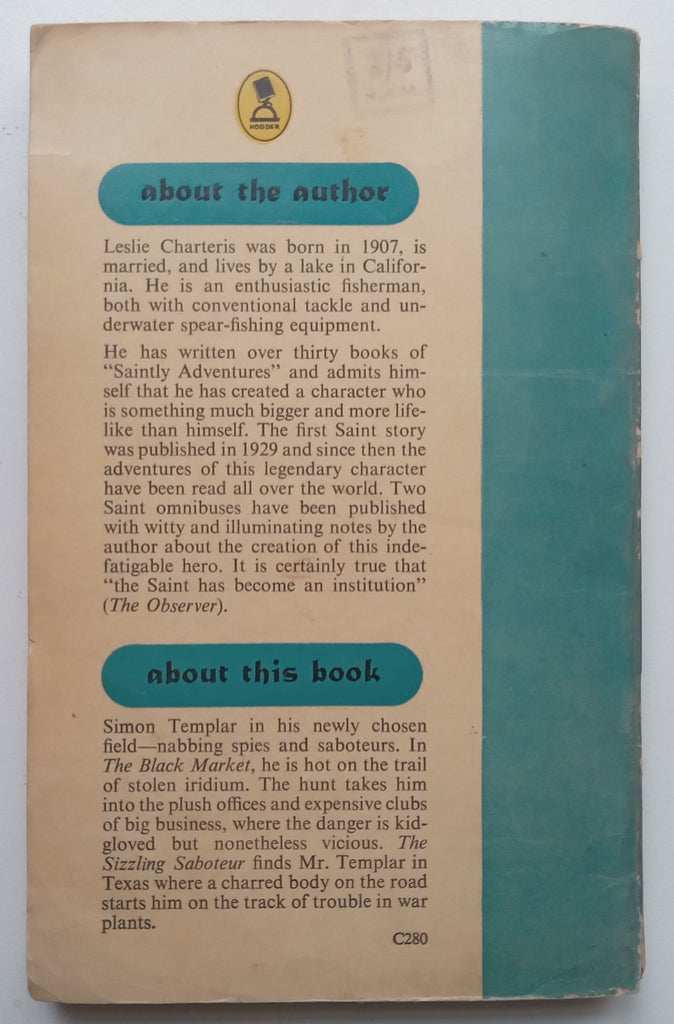 HODDER
about the author
Leslie Charteris was born in 1907, is
married, and lives by a lake in Califor-
nia. He is an enthusiastic fisherman,
both with conventional tackle and un-
derwater spear-fishing equipment.
He has written over thirty books of
“Saintly Adventures” and admits him-
self that he has created a character who
is something much bigger and more life-
like than himself. The first Saint story
was published in 1929 and since then the
adventures of this legendary character
have been read all over the world. Two
Saint omnibuses have been published
with witty and illuminating notes by the
author about the creation of this inde-
fatigable hero. It is certainly true that
“the Saint has become an institution”
(The Observer).
about this book
Simon Templar in his newly chosen
field—nabbing spies and saboteurs. In
The Black Market, he is hot on the trail
of stolen iridium. The hunt takes him
into the plush offices and expensive clubs
of big business, where the danger is kid-
gloved but nonetheless vicious. The
Sizzling Saboteur finds Mr. Templar in
Texas where a charred body on the road
starts him on the track of trouble in war
plants.
C280